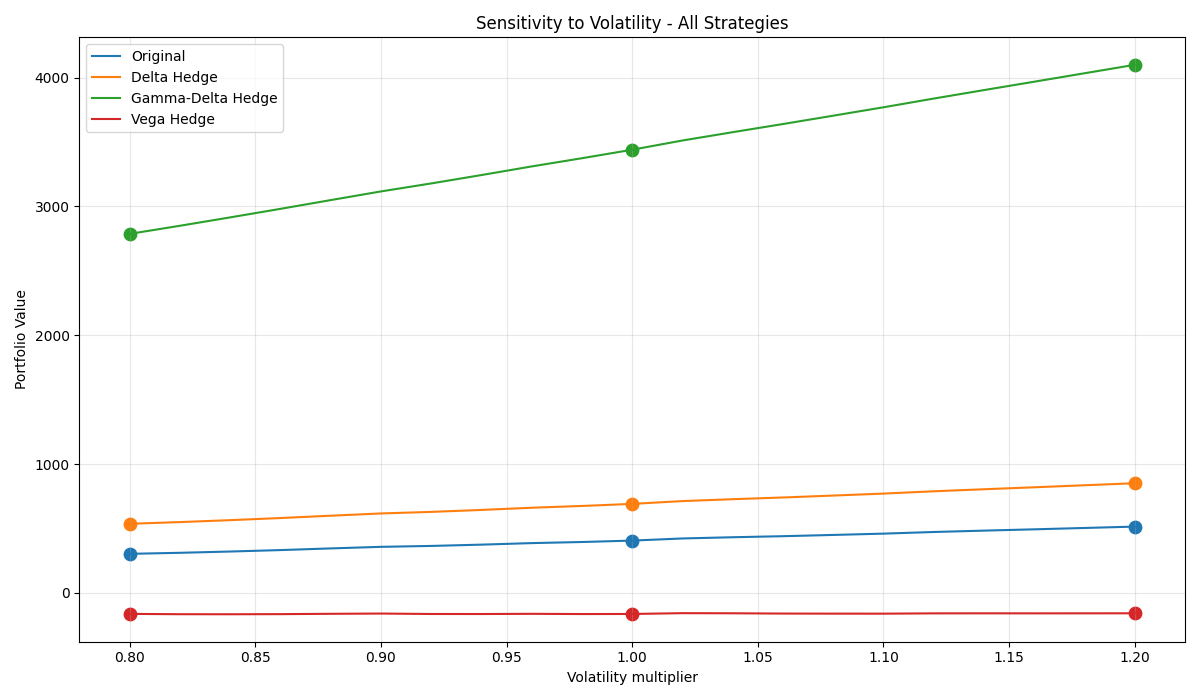 Sensitivity to Volatility - All Strategies
Original
Delta Hedge
Gamma-Delta Hedge
Vega Hedge
Portfolio Value
4000
3000
2000
1000
0
0.80 0.85 0.90 0.95 1.00 1.05 1.10 1.15 1.20
Volatility multiplier